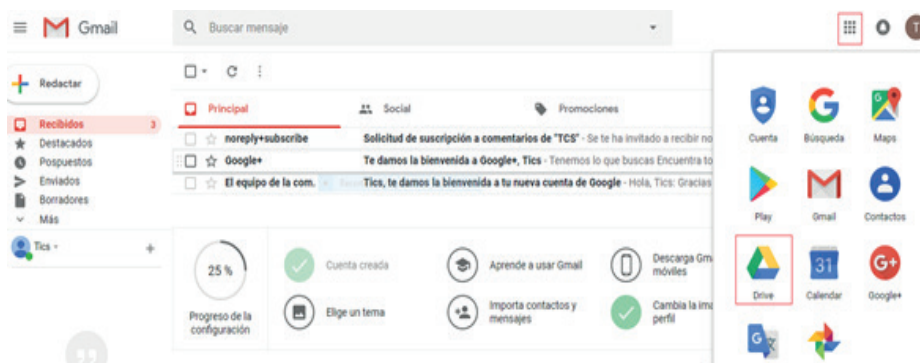 Gmail
Buscar mensaje
T
Redactar
Recibidos 3
Destacados
Pospuestos
Enviados
Borradores
Más
Tics
Principal
Social
Promociones
noreply+subscribe Solicitud de suscripción a comentarios de "TCS" - Se te ha invitado a recibir no
Google+ Te damos la bienvenida a Google+, Tics - Tenemos lo que buscas Encuentra to
El equipo de la com. Tics, te damos la bienvenida a tu nueva cuenta de Google - Hola, Tics: Gracias
25 %
Progreso de la
configuración
Cuenta creada
Elige un tema
Aprende a usar Gmail
Importa contactos y
mensajes
Descarga Gm
móviles
Cambia la ima
perfil
Cuenta
Búsqueda
Maps
Play
Gmail
Contactos
31
G+
Drive
Calendar
Google+